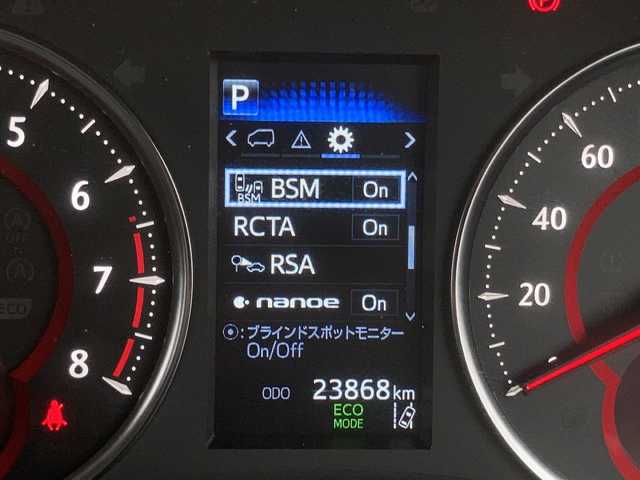 P
BSM
BSM On
RCTA On
RSA
nanoe On
:ブラインドスポットモニター
On/Off
ODO 23868 km
ECO
MODE
5
6
7
8
ECO
60
40
20
P